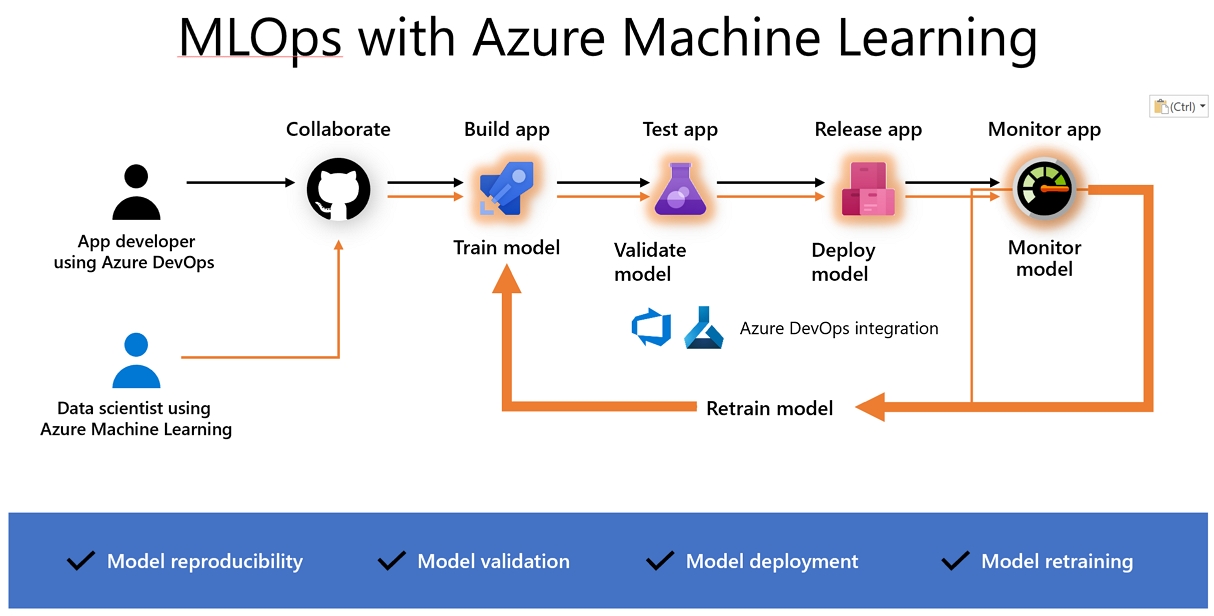 MLOps with Azure Machine Learning
(Ctrl)
Collaborate
Build app
Test app
Release app
Monitor app
App developer
using Azure DevOps
Train model
Validate
model
Deploy
model
Monitor
model
Azure DevOps integration
Data scientist using
Azure Machine Learning
Retrain model
Model reproducibility
Model validation
Model deployment
Model retraining